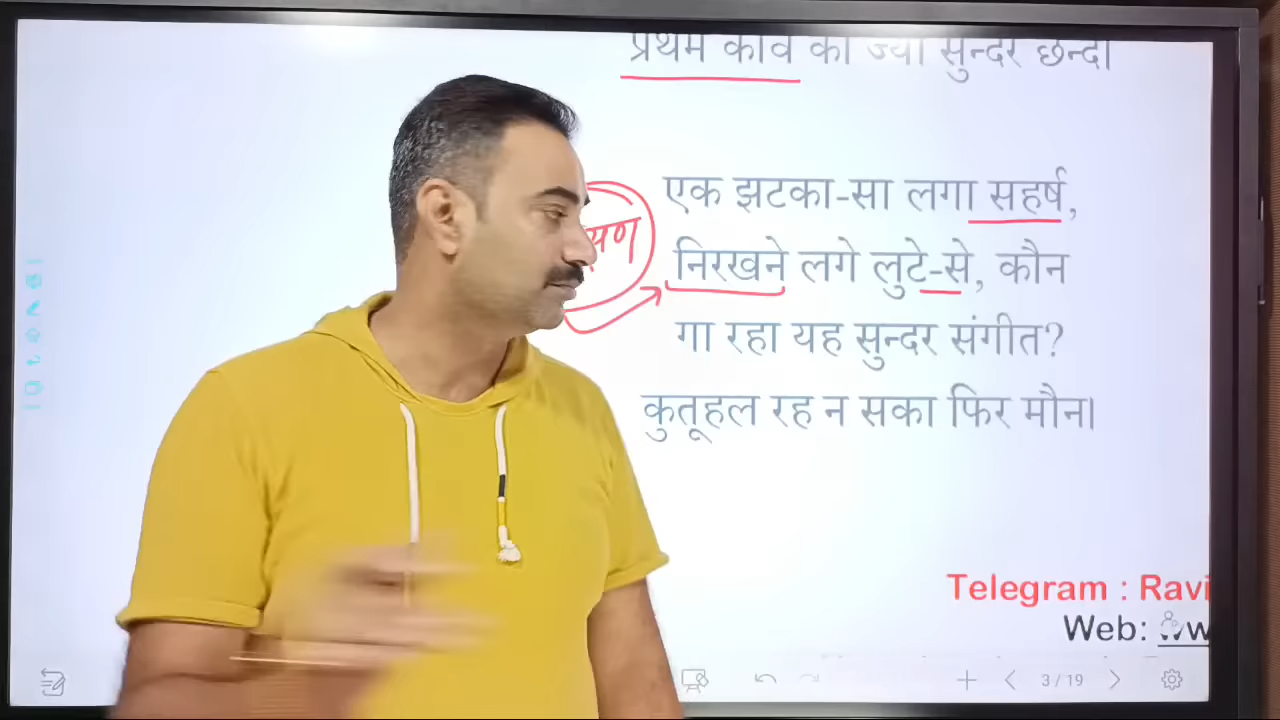 प्रथम कवि का ज्यों सुन्दर छन्द।
एक झटका-सा लगा सहर्ष,
निरखने लगे लुटे-से, कौन
गा रहा यह सुन्दर संगीत?
कुतूहल रह न सका फिर मौन।
Telegram : Ravi
Web:
3/19